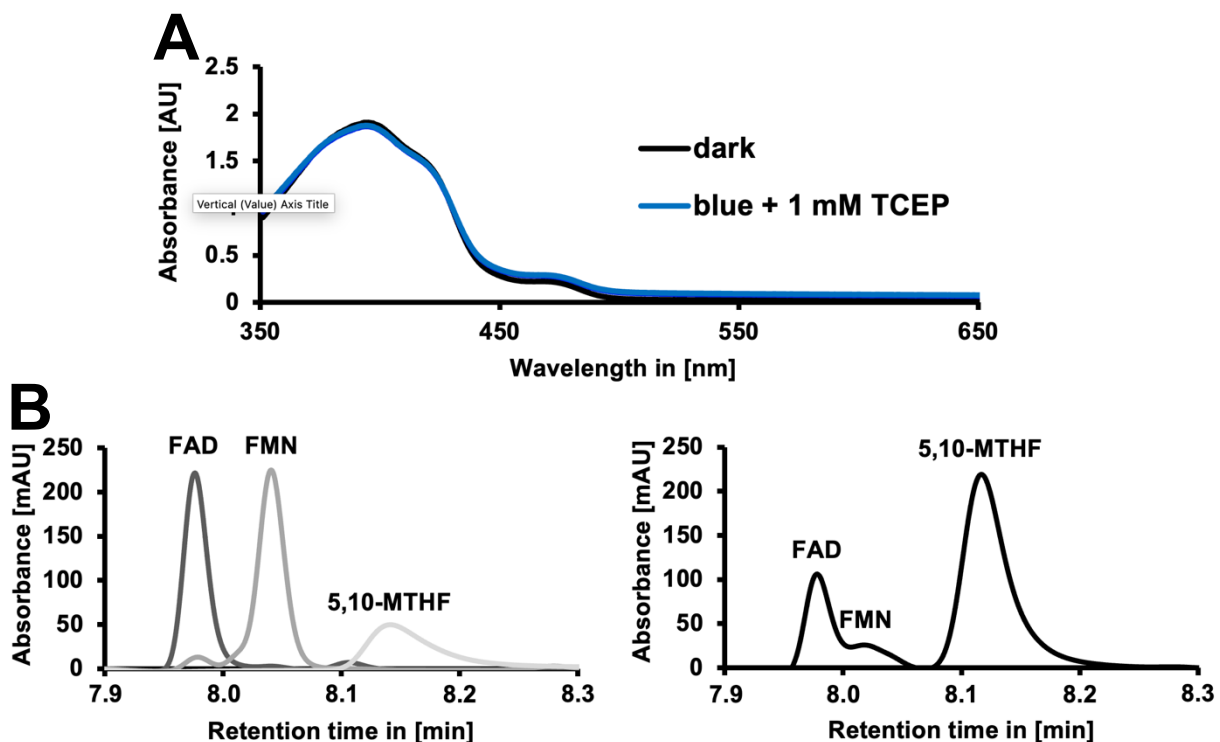 A
2.5
2
1.5
0.5
0
Absorbance [AU]
Vertical (Value) Axis Title
dark
blue + 1 mM TCEP
350 450 550 650
Wavelength in [nm]
B
250
200
150
100
50
0
Absorbance [mAU]
FAD FMN
5,10-MTHF
7.9 8.0 8.1 8.2 8.3
Retention time in [min]
250
200
150
100
50
0
Absorbance [mAU]
5,10-MTHF
FAD
FMN
7.9 8.0 8.1 8.2 8.3
Retention time in [min]